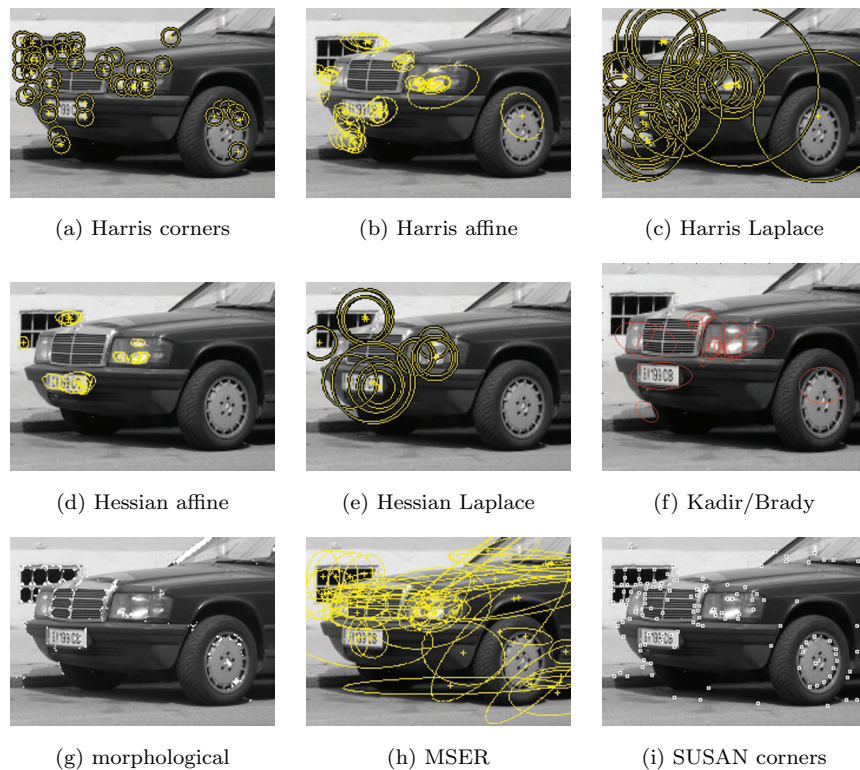 (a) Harris corners
(b) Harris affine
(c) Harris Laplace
(d) Hessian affine
(e) Hessian Laplace
(f) Kadir/Brady
(g) morphological
(h) MSER
(i) SUSAN corners